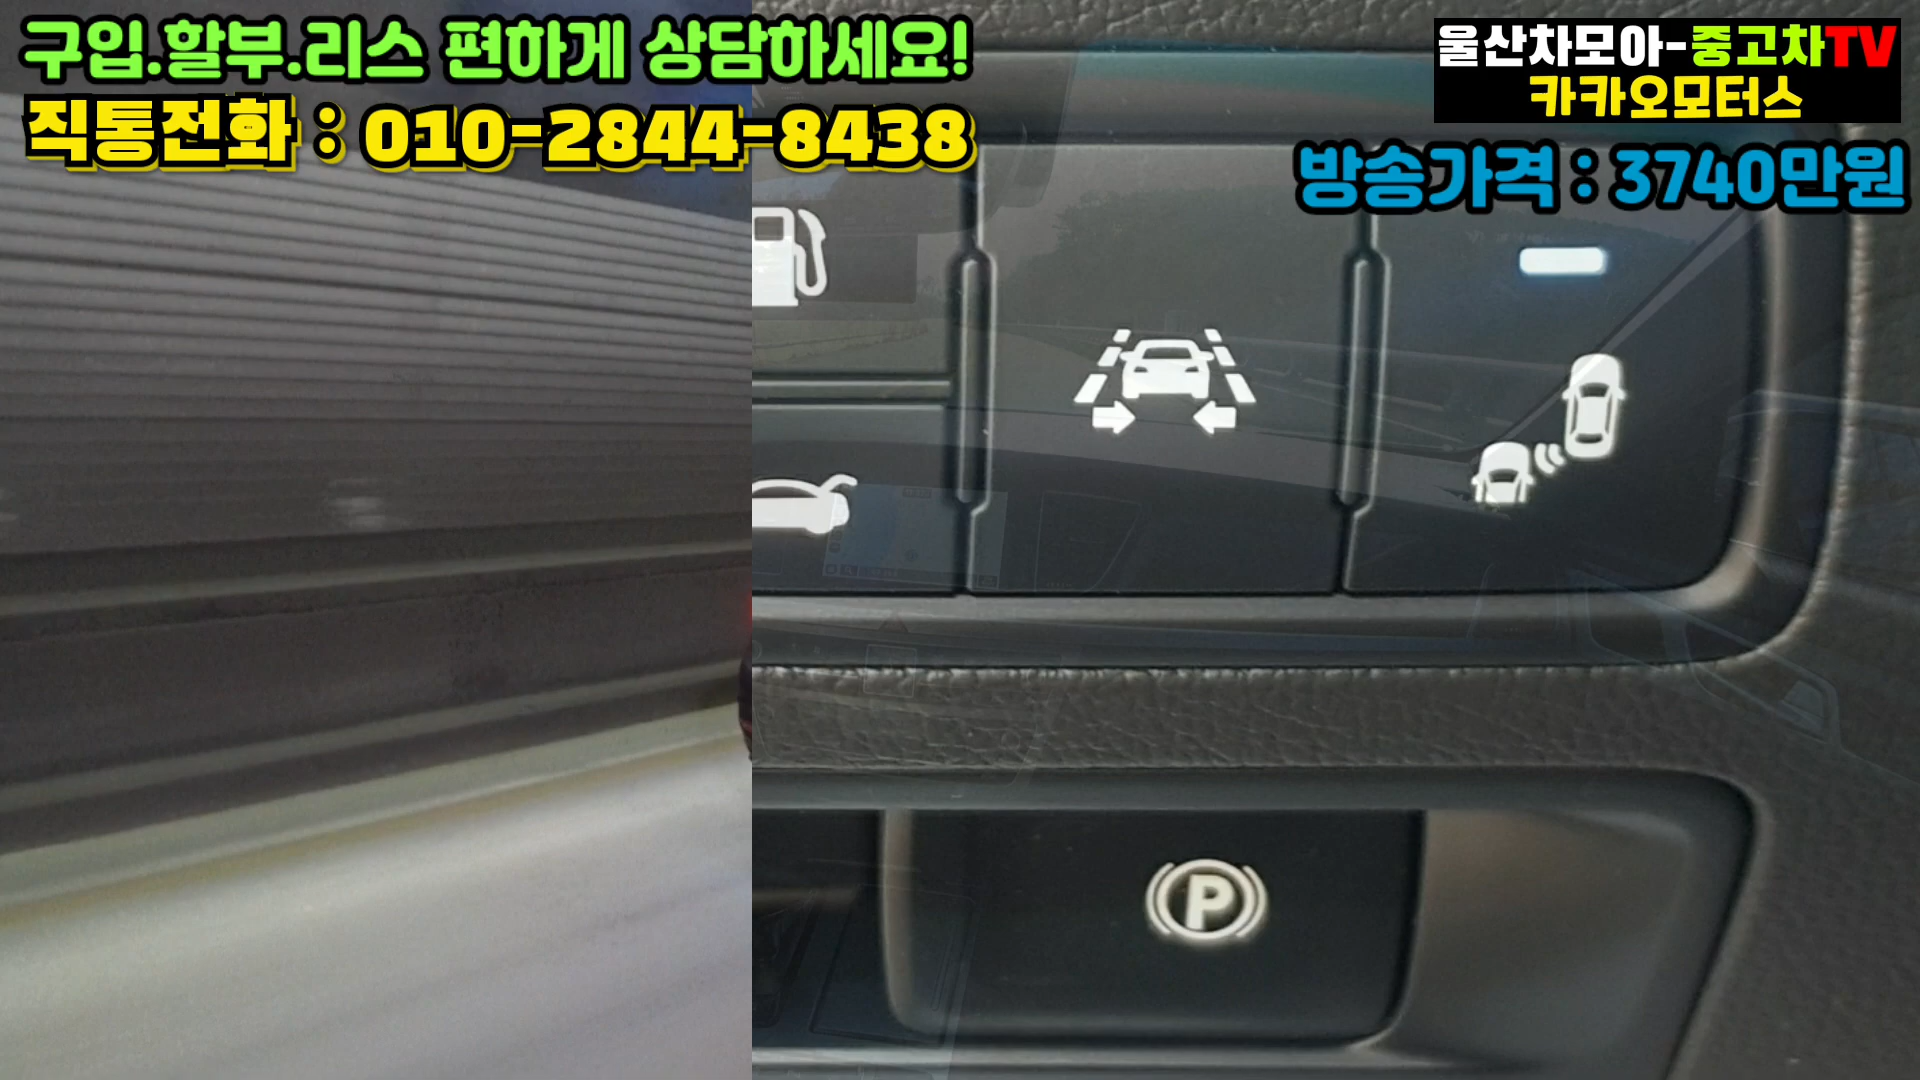 구입.할부.리스 편하게 상담하세요!
직통전화 : 010-2844-8438
울산차모아-중고차TV
카카오모터스
방송가격 : 3740만원
P